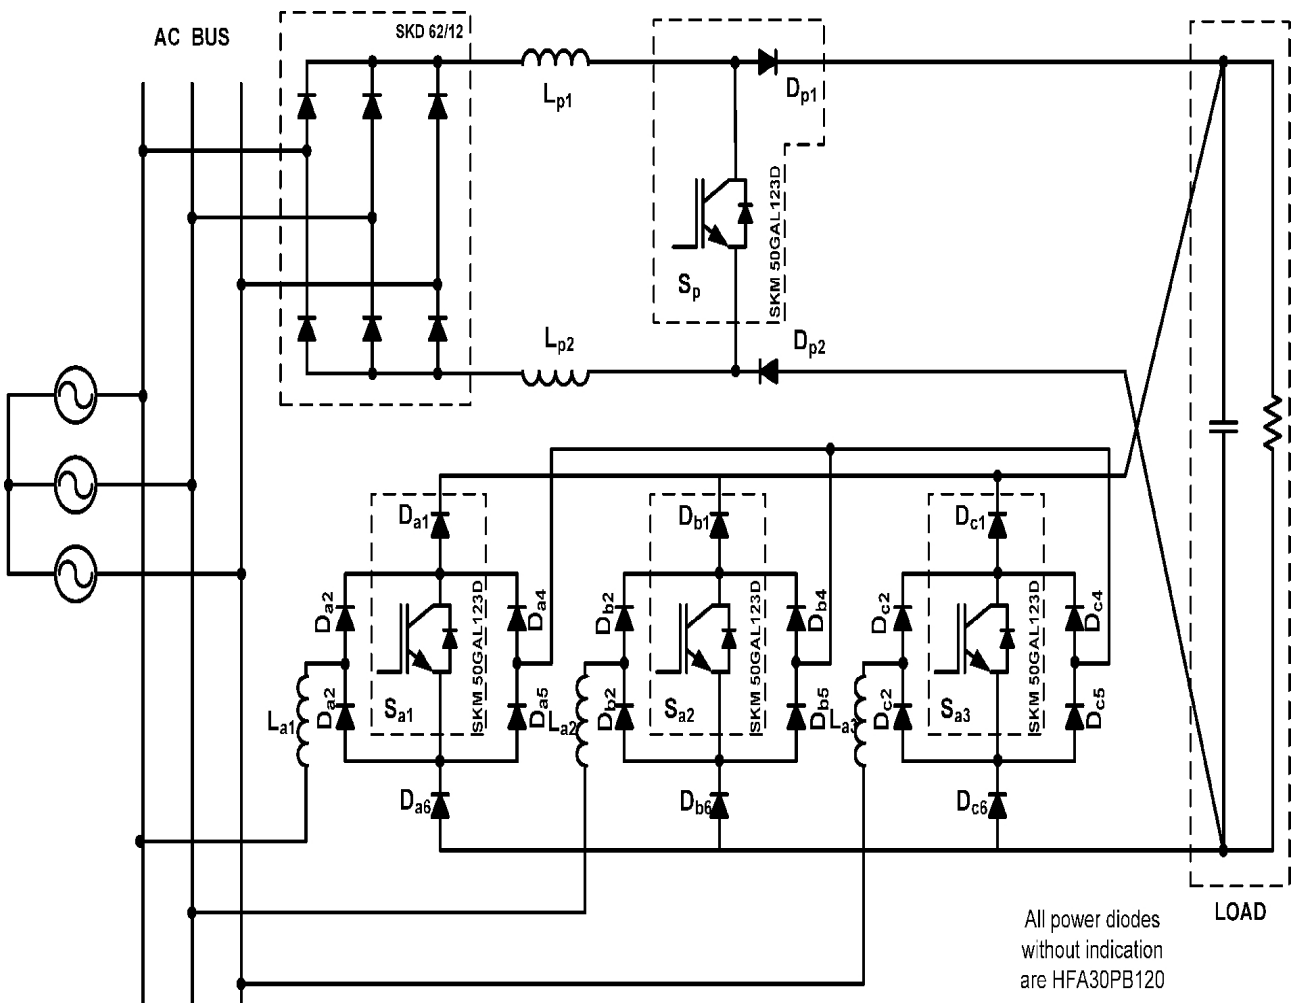 SKD 62/12
AC BUS
Lp1
Dp1
SKM 50GAL123D
Sp
Lp2
Dp2
Da1
Db1
Dc1
Da2
Da4
Db2
Db4
Dc2
Dc4
SKM 50GAL123D
SKM 50GAL123D
SKM 50GAL123D
La1
Da2
Sa1
Da5
La2
Db2
Sa2
Db5
La3
Dc2
Sa3
Dc5
Da6
Db6
Dc6
LOAD
All power diodes
without indication
are HFA30PB120